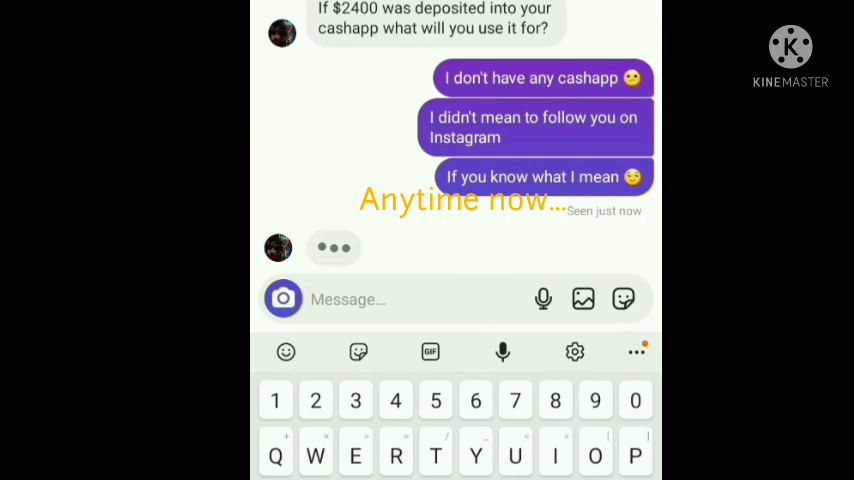 If $2400 was deposited into your
cashapp what will you use it for?
KINEMASTER
I don't have any cashapp 😕
I didn't mean to follow you on
Instagram
If you know what I mean 😏
Anytime now...
Seen just now
Message...
GIF
1 2 3 4 5 6 7 8 9 0
+ × ÷ = / _ < > [ ]
Q W E R T Y U I O P